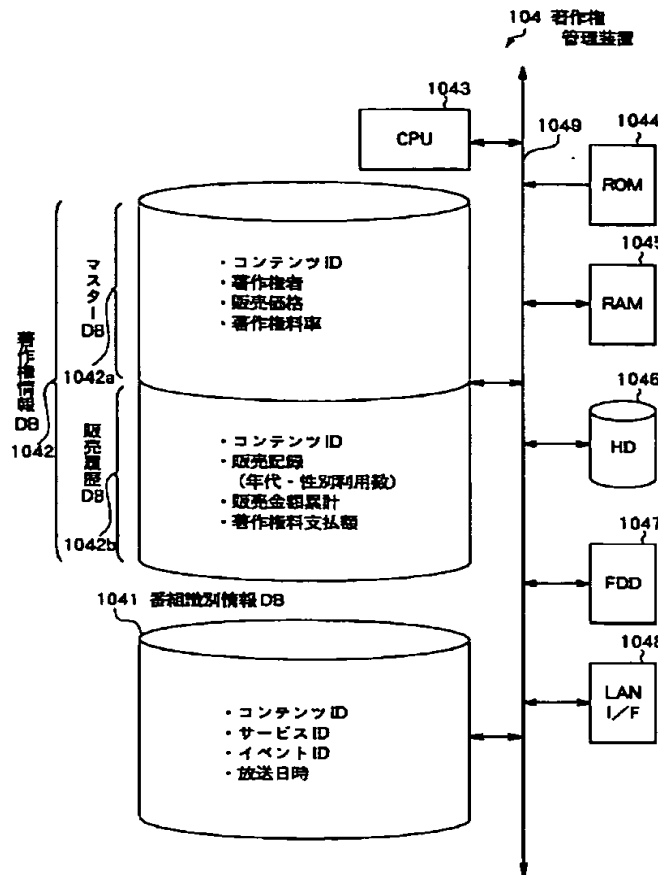 104 著作権
管理装置
1043
CPU
1049
1044
ROM
1045
RAM
1046
HD
1047
FDD
1048
LAN
I/F
著作権情報DB
1042
マスターDB
1042a
・コンテンツID
・著作権者
・販売価格
・著作権料率
販売履歴DB
1042b
・コンテンツID
・販売記録
(年代・性別利用数)
・販売金額累計
・著作権料支払額
1041 番組識別情報DB
・コンテンツID
・サービスID
・イベントID
・放送日時